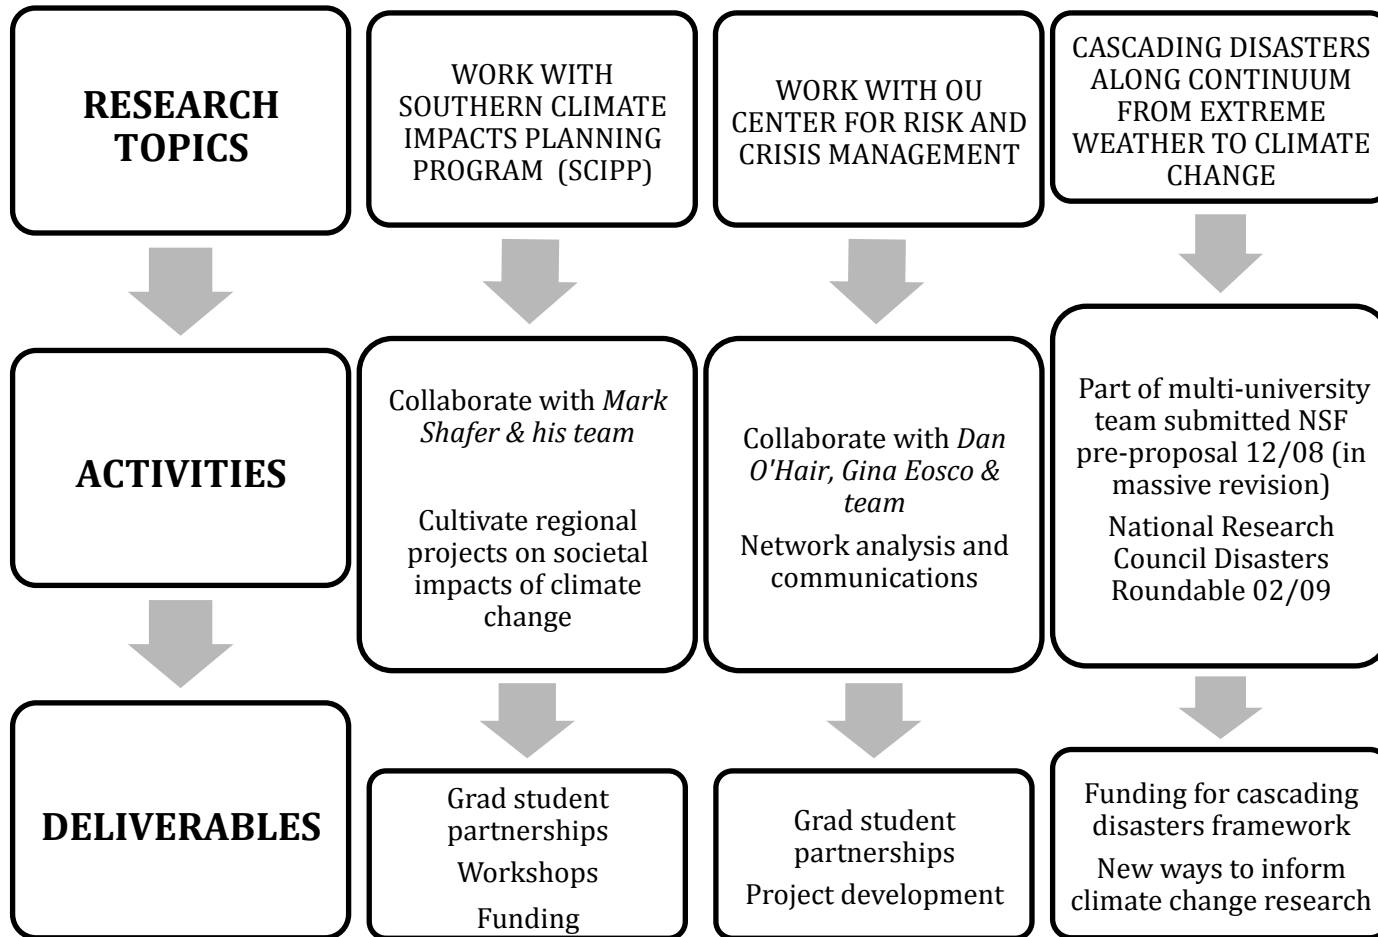 RESEARCH
TOPICS
WORK WITH
SOUTHERN CLIMATE
IMPACTS PLANNING
PROGRAM  (SCIPP)
WORK WITH OU
CENTER FOR RISK AND
CRISIS MANAGEMENT
CASCADING DISASTERS
ALONG CONTINUUM
FROM EXTREME
WEATHER TO CLIMATE
CHANGE
ACTIVITIES
Collaborate with Mark
Shafer & his team
Cultivate regional
projects on societal
impacts of climate
change
Collaborate with Dan
O'Hair, Gina Eosco &
team
Network analysis and
communications
Part of multi-university
team submitted NSF
pre-proposal 12/08 (in
massive revision)
National Research
Council Disasters
Roundable 02/09
DELIVERABLES
Grad student
partnerships
Workshops
Funding
Grad student
partnerships
Project development
Funding for cascading
disasters framework
New ways to inform
climate change research